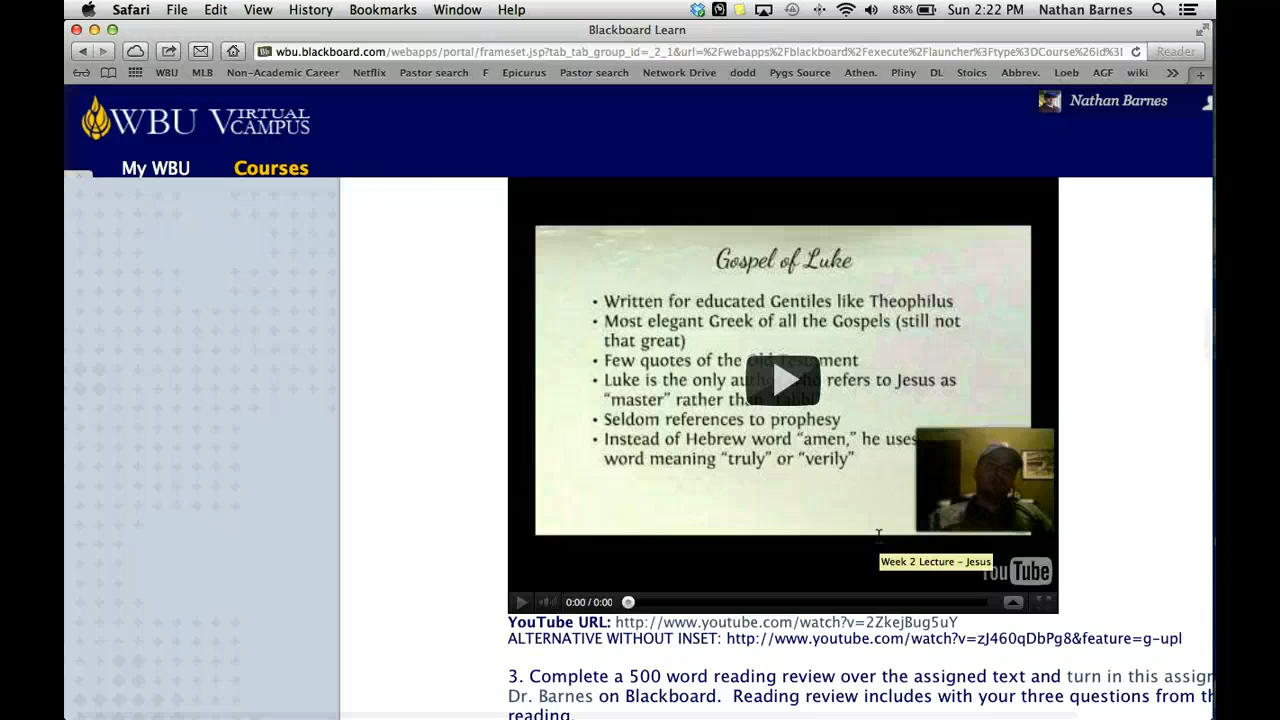 Safari File Edit View History Bookmarks Window Help 88% Sun 2:22 PM Nathan Barnes
Blackboard Learn
wbu.blackboard.com/webapps/portal/frameset.jsp?tab_tab_group_id=_2_1&url=%2Fwebapps%2Fblackboard%2Fexecute%2Flauncher%3Ftype%3DCourse%26id%3 Reader
WBU MLB Non-Academic Career Netflix Pastor search F Epicurus Pastor search Network Drive dodd Pygs Source Athen. Pliny DL Stoics Abbrev. Loeb AGF wiki
WBU VIRTUAL CAMPUS
Nathan Barnes
My WBU Courses
Gospel of Luke
• Written for educated Gentiles like Theophilus
• Most elegant Greek of all the Gospels (still not
that great)
• Few quotes of the Old Testament
• Luke is the only author who refers to Jesus as
“master” rather than
• Seldom references to prophesy
• Instead of Hebrew word “amen,” he uses
word meaning “truly” or “verily”
Week 2 Lecture - Jesus
YouTube
0:00 / 0:00
YouTube URL: http://www.youtube.com/watch?v=2ZkejBug5uY
ALTERNATIVE WITHOUT INSET: http://www.youtube.com/watch?v=zJ460qDbPg8&feature=g-upl
3. Complete a 500 word reading review over the assigned text and turn in this assign
Dr. Barnes on Blackboard. Reading review includes with your three questions from th
reading.